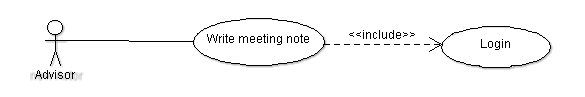 Write meeting note
<<include>>
Login
Advisor